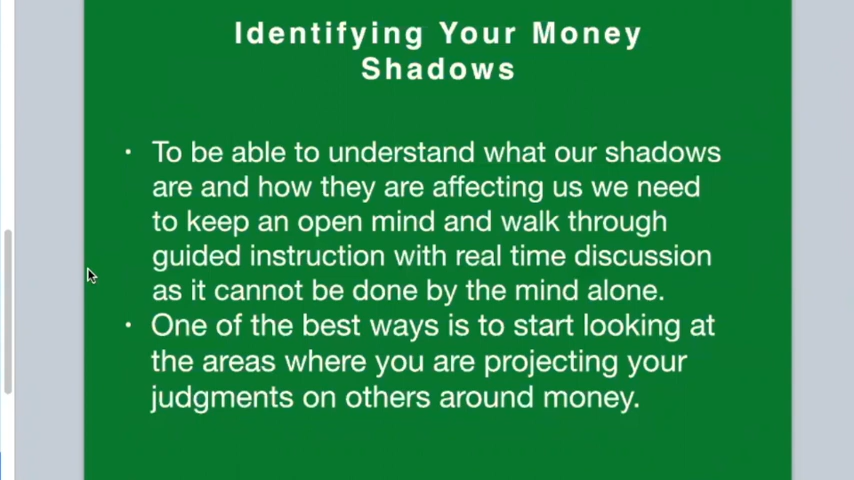 Identifying Your Money
Shadows
• To be able to understand what our shadows
are and how they are affecting us we need
to keep an open mind and walk through
guided instruction with real time discussion
as it cannot be done by the mind alone.
• One of the best ways is to start looking at
the areas where you are projecting your
judgments on others around money.